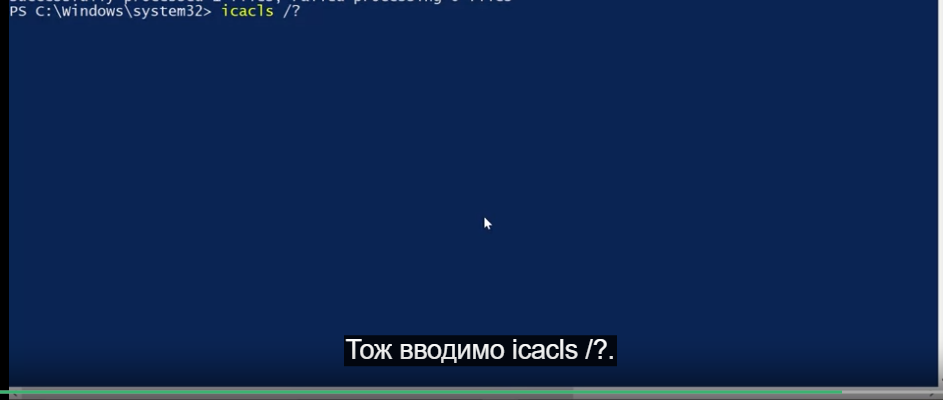 PS C:\Windows\system32> icacls /?
Тож вводимо icacls /?.